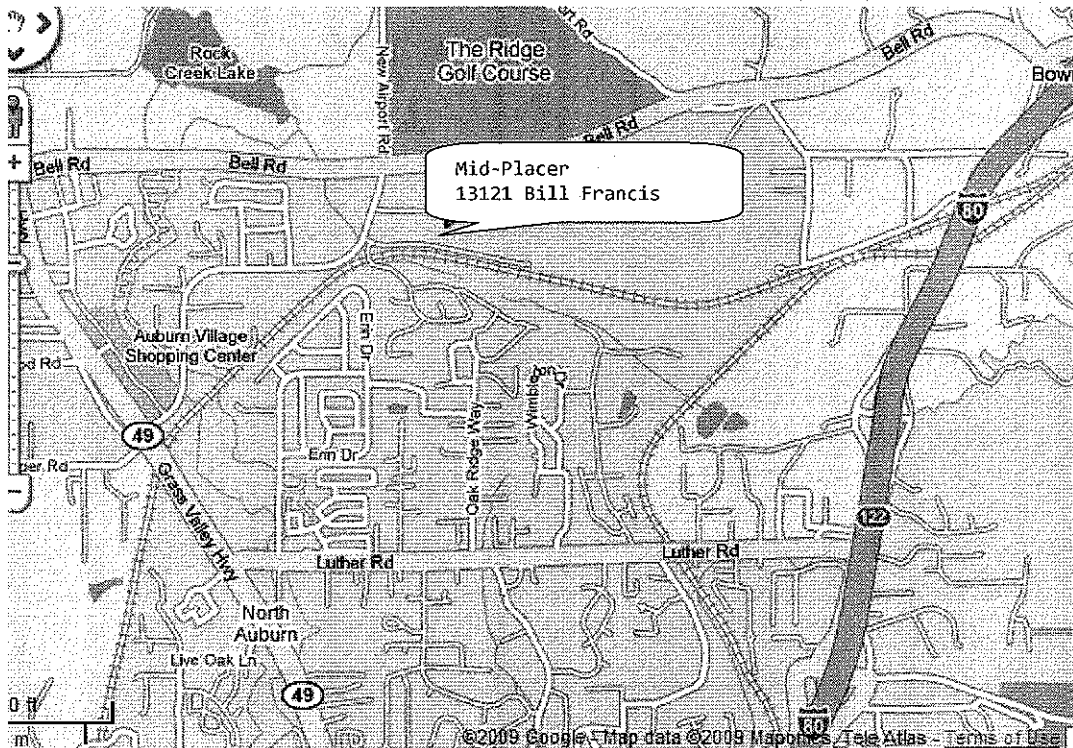 Rock
Creek Lake
New Airport Rd
The Ridge
Golf Course
Bell Rd
Bell Rd
Bell Rd
Bell Rd
Mid-Placer
13121 Bill Francis
80
Auburn Village
Shopping Center
Erin Dr
Oak Ridge Way
49
Erin Dr
Grass Valley Hwy
122
Luther Rd
Luther Rd
North
Auburn
Live Oak Ln
49
80
©2009 Google - Map data ©2009 Tele Atlas - Terms of Use